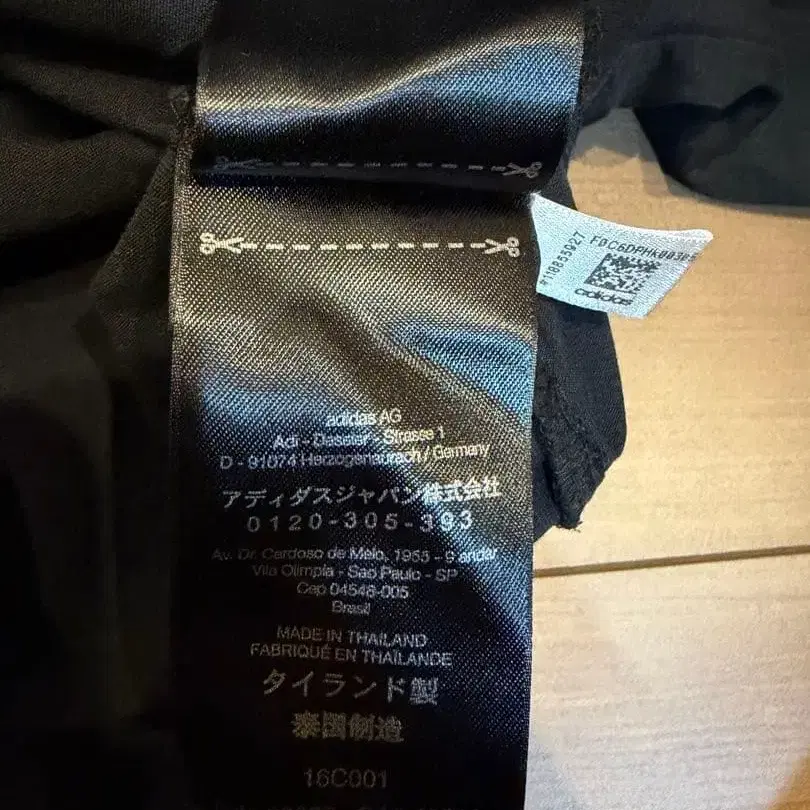 adidas AG
Adi - Dassler - Strasse 1
D - 91074 Herzogenaurach / Germany
アディダスジャパン株式会社
0120-305-393
Av. Dr. Cardoso de Melo, 1955 - 9 andar
Vila Olímpia - Sao Paulo - SP
Cep 04548-005
Brasil
MADE IN THAILAND
FABRIQUÉ EN THAÏLANDE
タイランド製
泰国制造
16C001
adidas